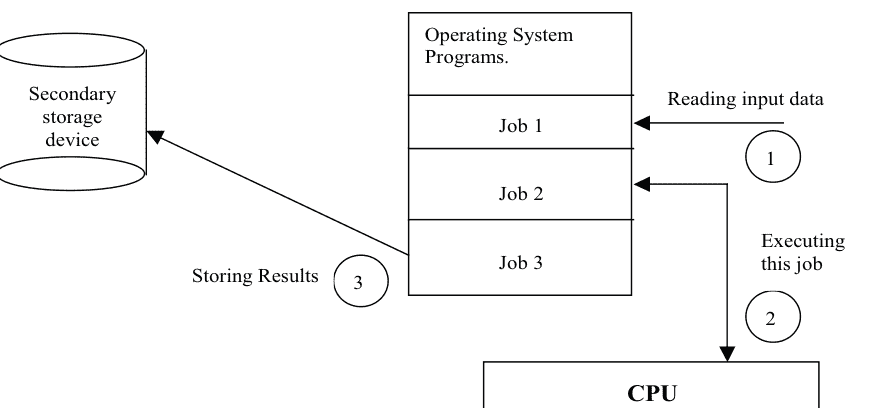 Operating System
Programs.
Secondary
storage
device
Reading input data
Job 1
1
Job 2
Executing
this job
Job 3
Storing Results
3
2
CPU